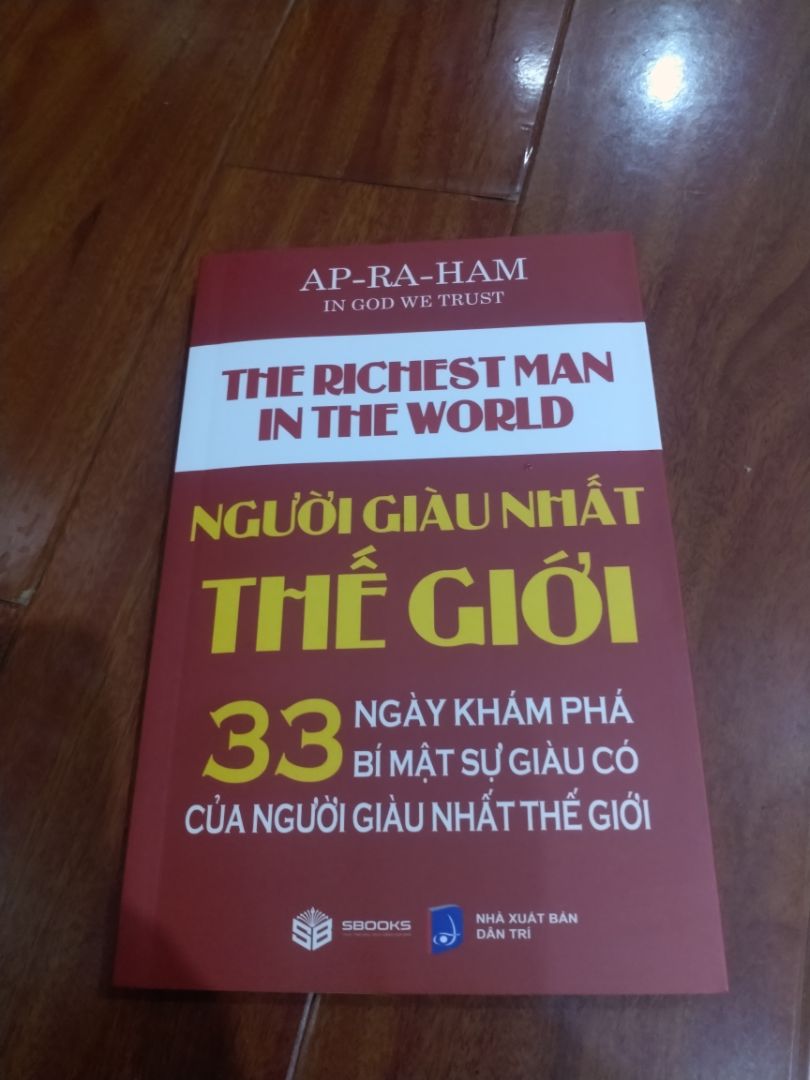 AP-RA-HAM
IN GOD WE TRUST
THE RICHEST MAN
IN THE WORLD
NGƯỜI GIÀU NHẤT
THẾ GIỚI
33 NGÀY KHÁM PHÁ
BÍ MẬT SỰ GIÀU CÓ
CỦA NGƯỜI GIÀU NHẤT THẾ GIỚI
SBOOKS
NHÀ XUẤT BẢN
DÂN TRÍ